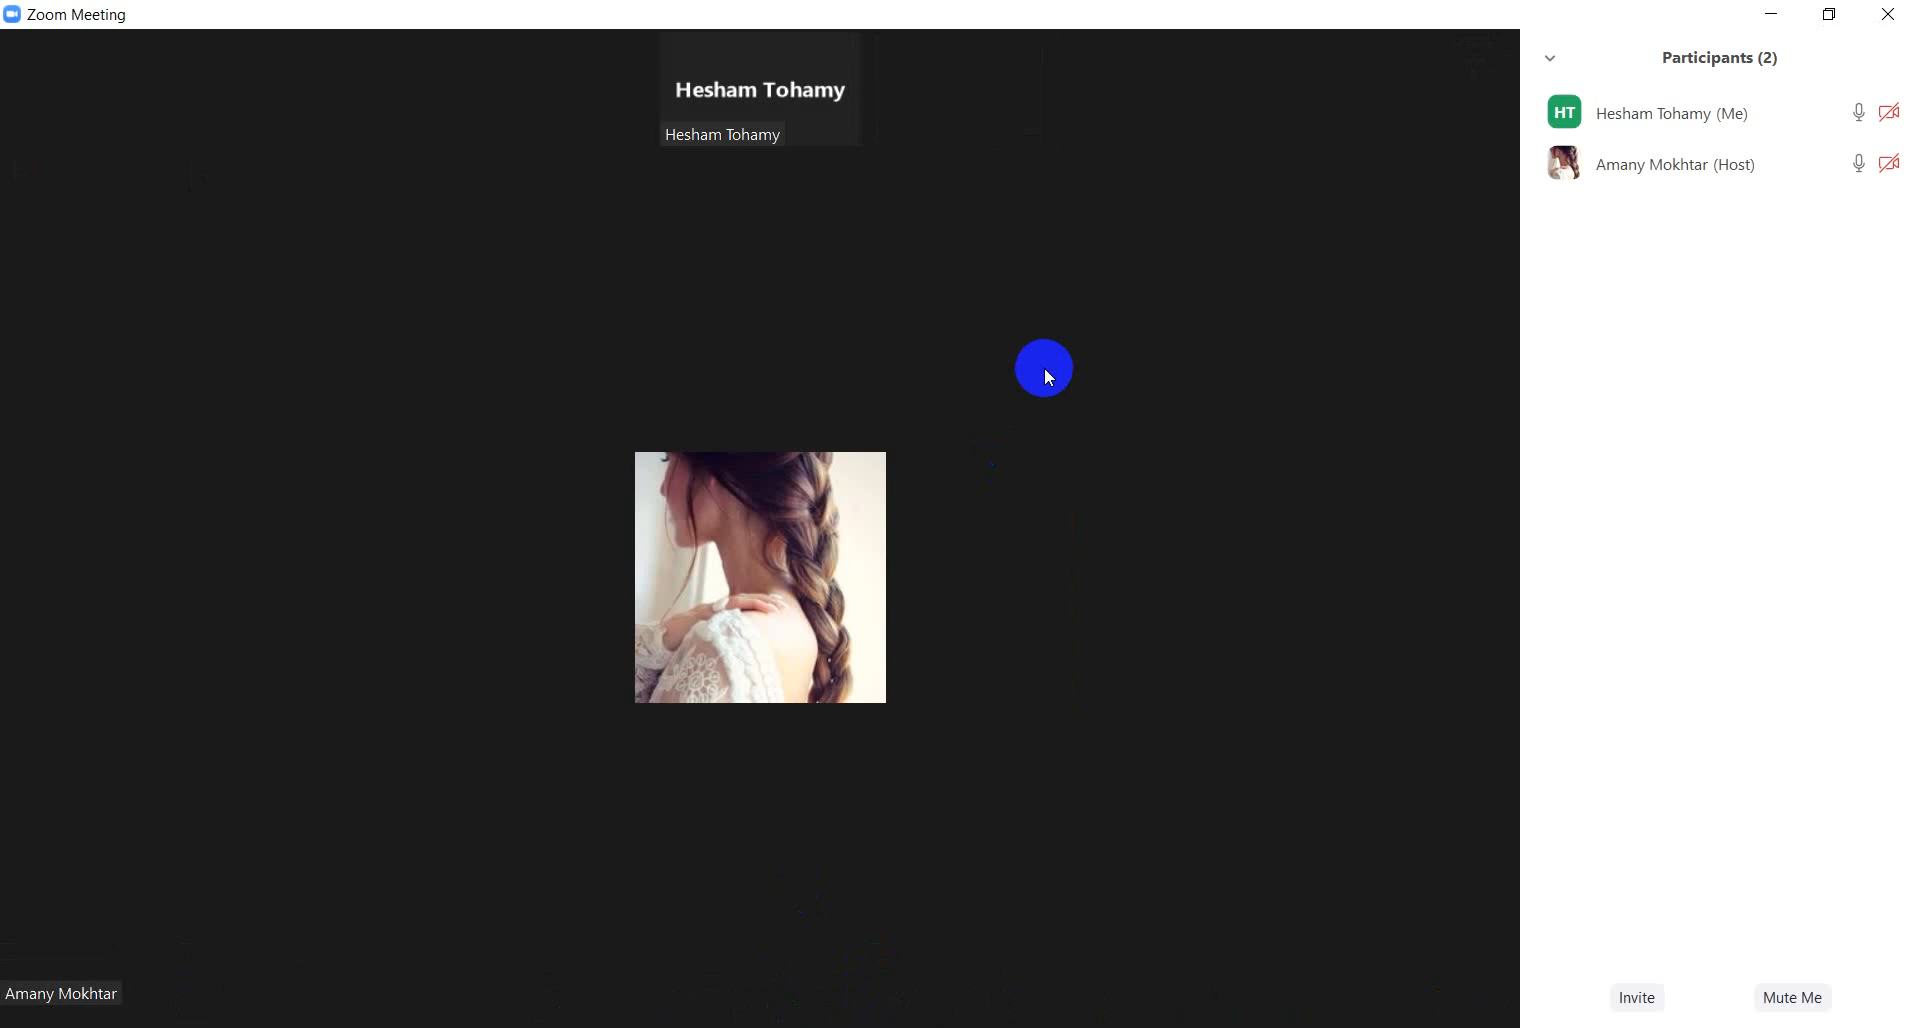 Zoom Meeting
Hesham Tohamy
Hesham Tohamy
Amany Mokhtar
Participants (2)
HT Hesham Tohamy (Me)
Amany Mokhtar (Host)
Invite Mute Me